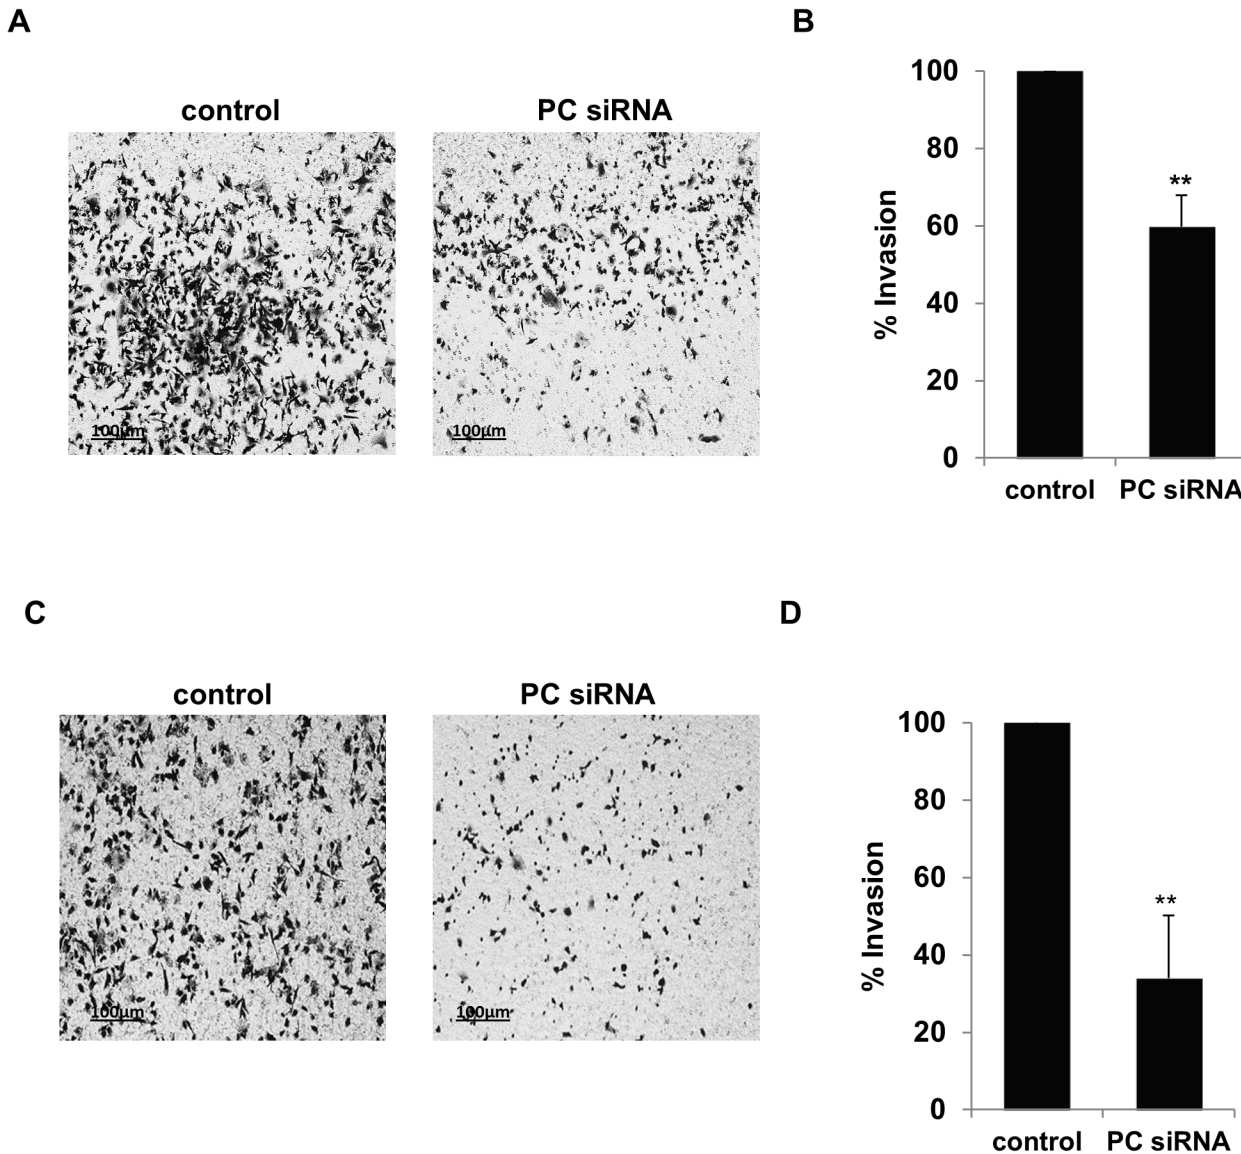 A
B
control
PC siRNA
100µm
100µm
% Invasion
100
80
60
40
20
0
**
control
PC siRNA
C
D
control
PC siRNA
100µm
100µm
% Invasion
100
80
60
40
20
0
**
control
PC siRNA